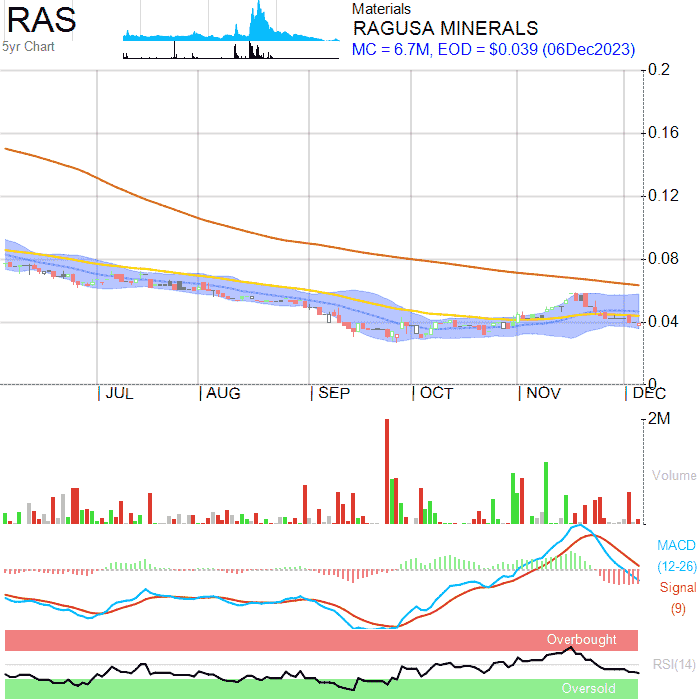 RAS
5yr Chart
Materials
RAGUSA MINERALS
MC = 6.7M, EOD = $0.039 (06Dec2023)
0.2
0.16
0.12
0.08
0.04
0
JUL AUG SEP OCT NOV DEC
2M
Volume
MACD
(12-26)
Signal
(9)
Overbought
RSI(14)
Oversold